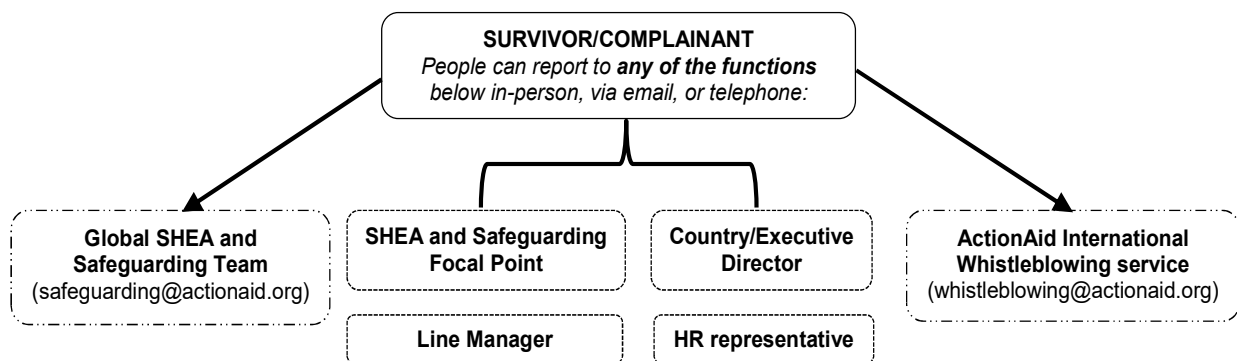 SURVIVOR/COMPLAINANT
People can report to any of the functions
below in-person, via email, or telephone:
Global SHEA and
Safeguarding Team
(safeguarding@actionaid.org)
SHEA and Safeguarding
Focal Point
Country/Executive
Director
ActionAid International
Whistleblowing service
(whistleblowing@actionaid.org)
Line Manager
HR representative